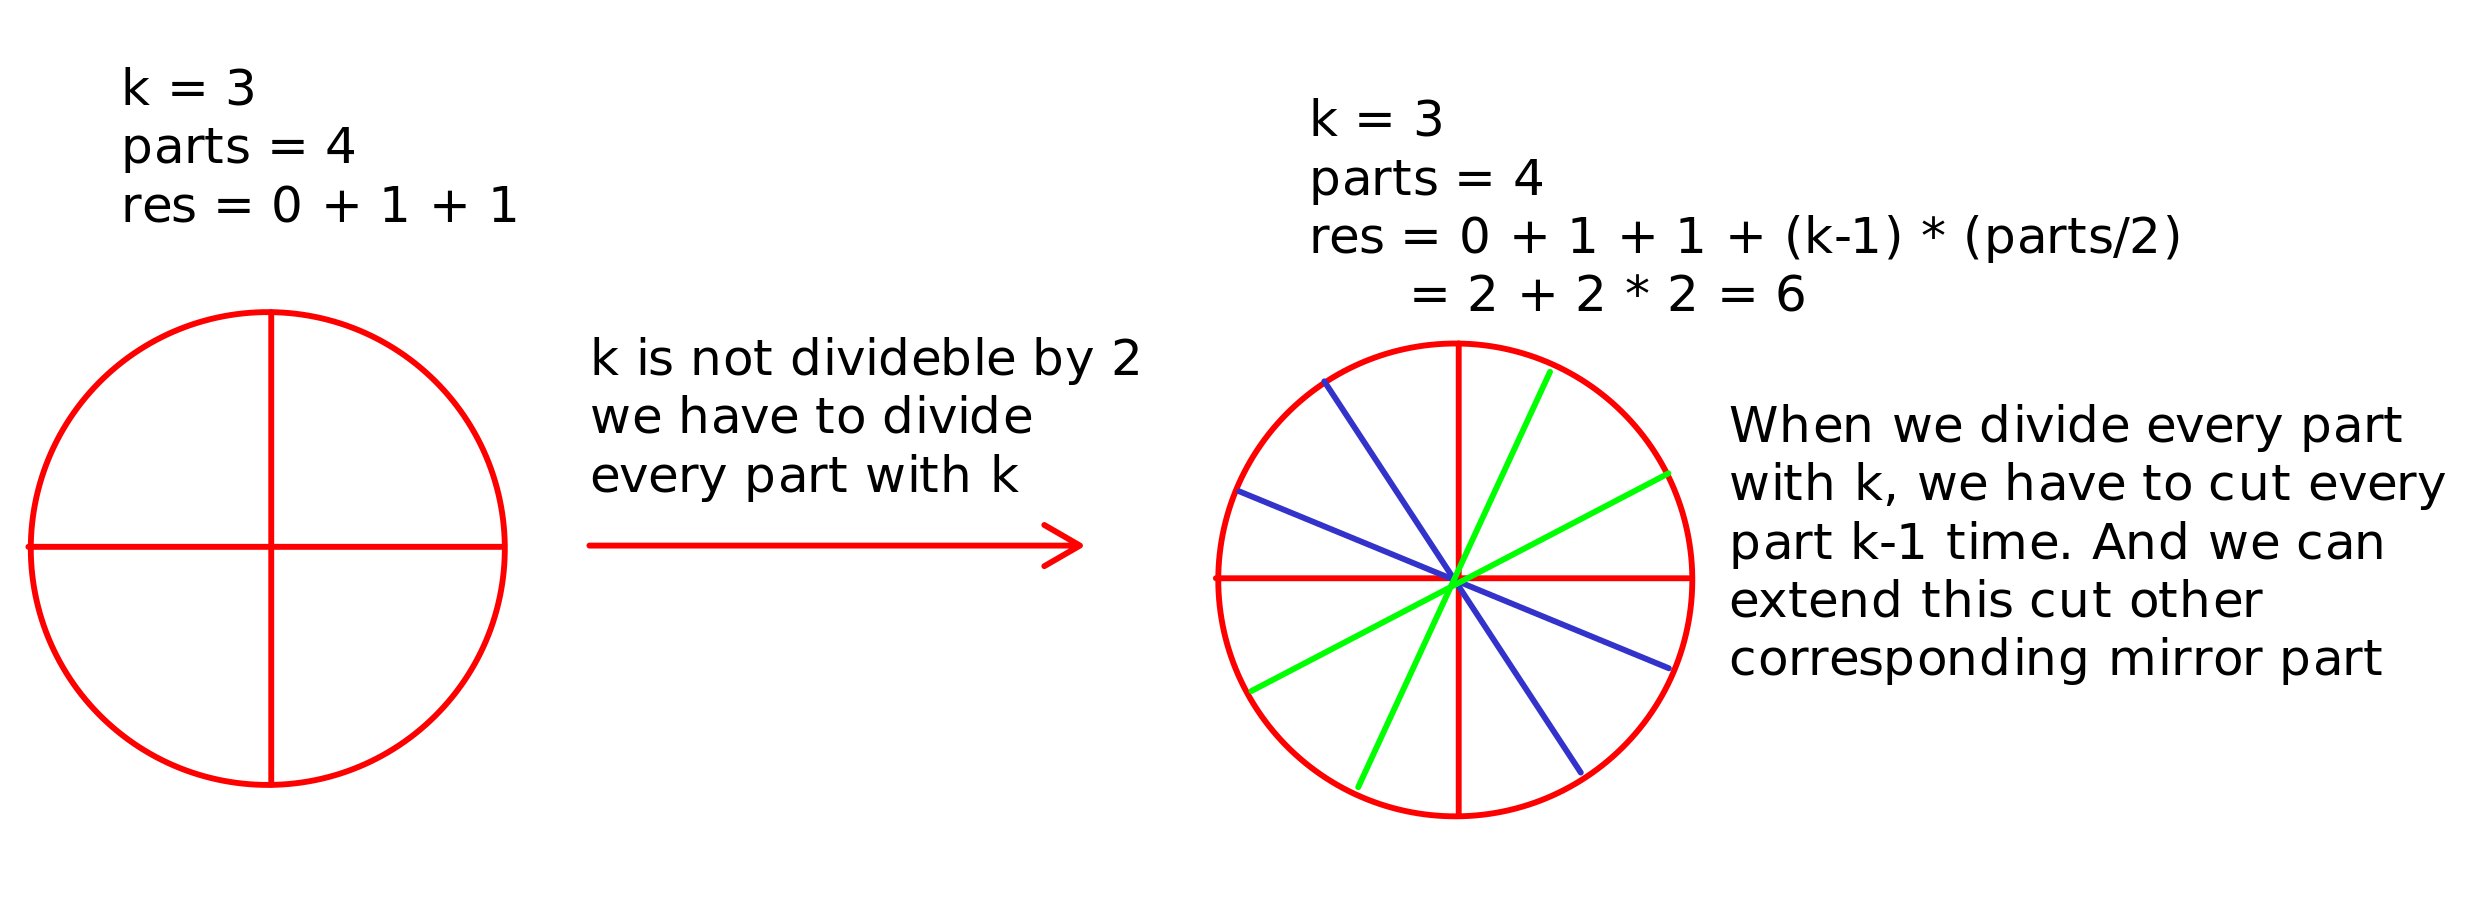 k = 3
parts = 4
res = 0 + 1 + 1
k is not divideble by 2
we have to divide
every part with k
k = 3
parts = 4
res = 0 + 1 + 1 + (k-1) * (parts/2)
= 2 + 2 * 2 = 6
When we divide every part
with k, we have to cut every
part k-1 time. And we can
extend this cut other
corresponding mirror part